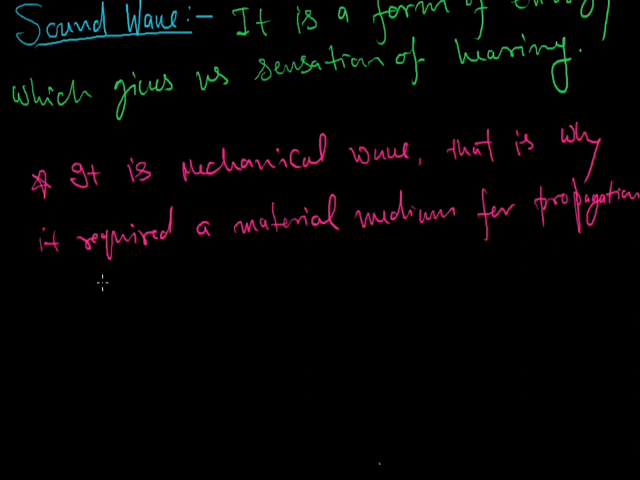 Sound Wave:- It is a form of energy
which gives us sensation of hearing.
* It is mechanical wave, that is why
it required a material medium for propagation